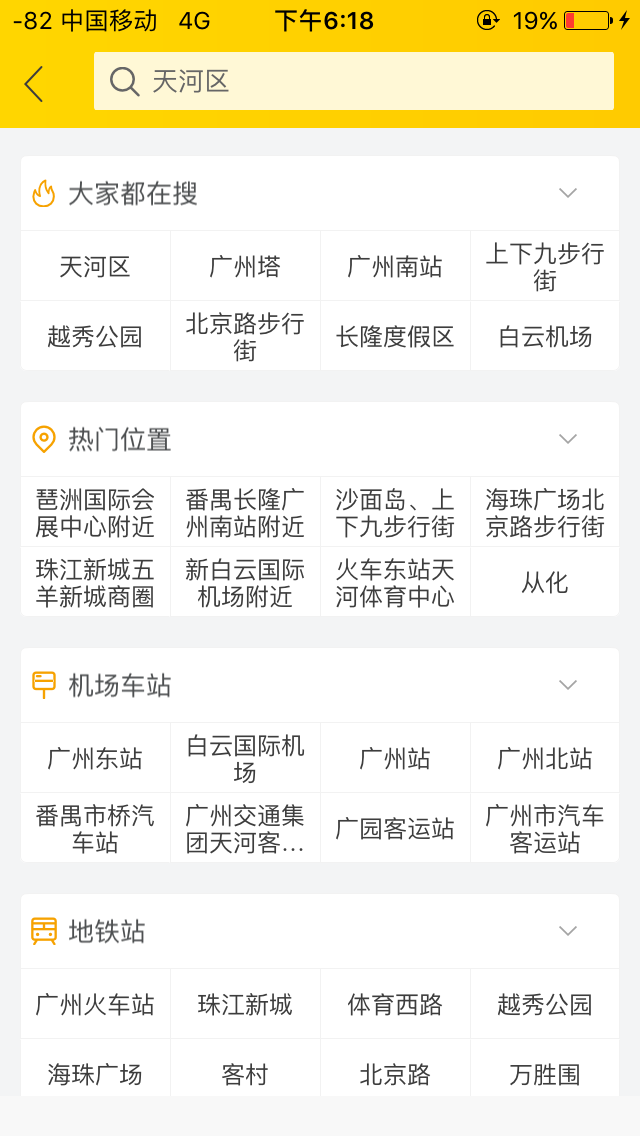 -82 中国移动 4G 下午6:18 19%
天河区
大家都在搜
天河区 广州塔 广州南站 上下九步行
街
越秀公园 北京路步行 长隆度假区 白云机场
街
热门位置
琶洲国际会 番禺长隆广 沙面岛、上 海珠广场北
展中心附近 州南站附近 下九步行街 京路步行街
珠江新城五 新白云国际 火车东站天 从化
羊新城商圈 机场附近 河体育中心
机场车站
广州东站 白云国际机 广州站 广州北站
场
番禺市桥汽 广州交通集 广园客运站 广州市汽车
车站 团天河客... 客运站
地铁站
广州火车站 珠江新城 体育西路 越秀公园
海珠广场 客村 北京路 万胜围